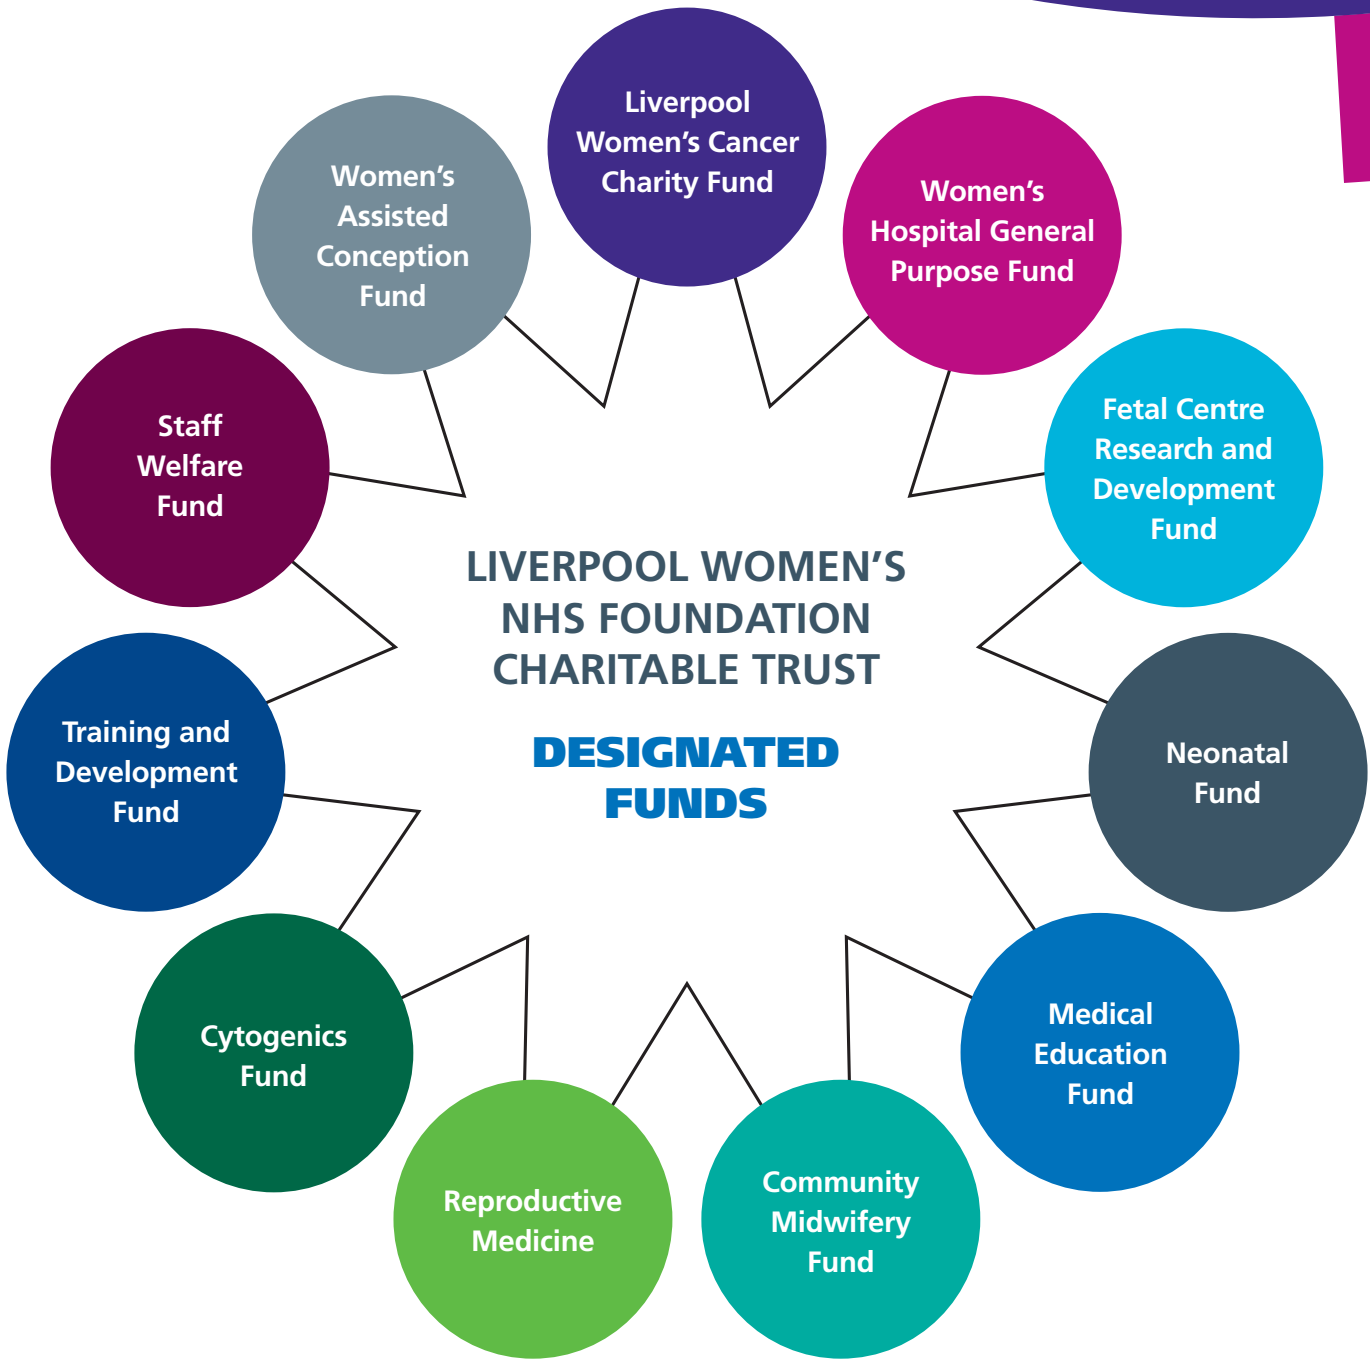 Liverpool
Women’s Cancer
Charity Fund
Women’s
Hospital General
Purpose Fund
Fetal Centre
Research and
Development
Fund
Neonatal
Fund
Medical
Education
Fund
Community
Midwifery
Fund
Reproductive
Medicine
Cytogenics
Fund
Training and
Development
Fund
Staff
Welfare
Fund
Women’s
Assisted
Conception
Fund
LIVERPOOL WOMEN’S
NHS FOUNDATION
CHARITABLE TRUST
DESIGNATED
FUNDS